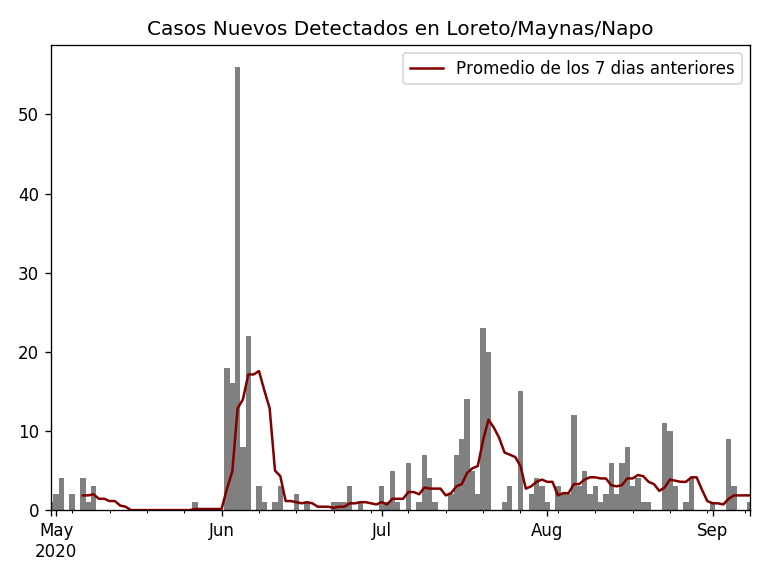 Casos Nuevos Detectados en Loreto/Maynas/Napo
Promedio de los 7 dias anteriores
50
40
30
20
10
0
May Jun Jul Aug Sep
2020